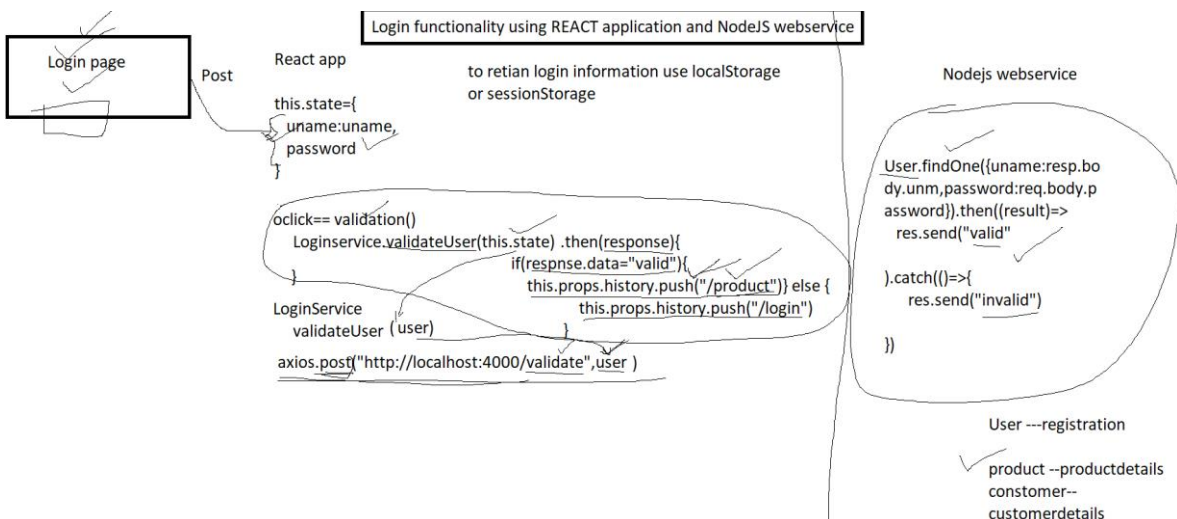 Login functionality using REACT application and NodeJS webservice
Login page
Post
React app
this.state={
uname:uname,
password
}
to retian login information use localStorage
or sessionStorage
oclick== validation()
Loginservice.validateUser(this.state) .then(response){
if(respnse.data="valid"){
this.props.history.push("/product")} else {
this.props.history.push("/login")
}
}
LoginService
validateUser (user)
axios.post("http://localhost:4000/validate",user )
Nodejs webservice
User.findOne({uname:resp.bo
dy.unm,password:req.body.p
assword}).then((result)=>
res.send("valid"
).catch(()=>{
res.send("invalid")
})
User ---registration
product --productdetails
constomer--
customerdetails